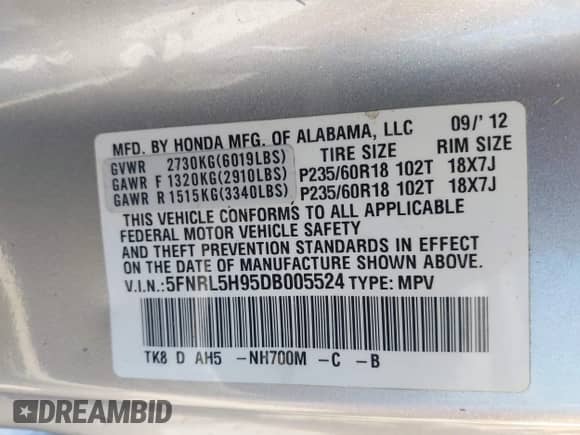 MFD. BY HONDA MFG. OF ALABAMA, LLC 09/'12
TIRE SIZE RIM SIZE
GVWR 2730KG(6019LBS)
GAWR F 1320KG(2910LBS) P235/60R18 102T 18X7J
GAWR R 1515KG(3340LBS) P235/60R18 102T 18X7J
THIS VEHICLE CONFORMS TO ALL APPLICABLE
FEDERAL MOTOR VEHICLE SAFETY
AND THEFT PREVENTION STANDARDS IN EFFECT
ON THE DATE OF MANUFACTURE SHOWN ABOVE.
V.I.N.:5FNRL5H95DB005524 TYPE: MPV
TK8 D AH5 -NH700M -C -B
DREAMBID